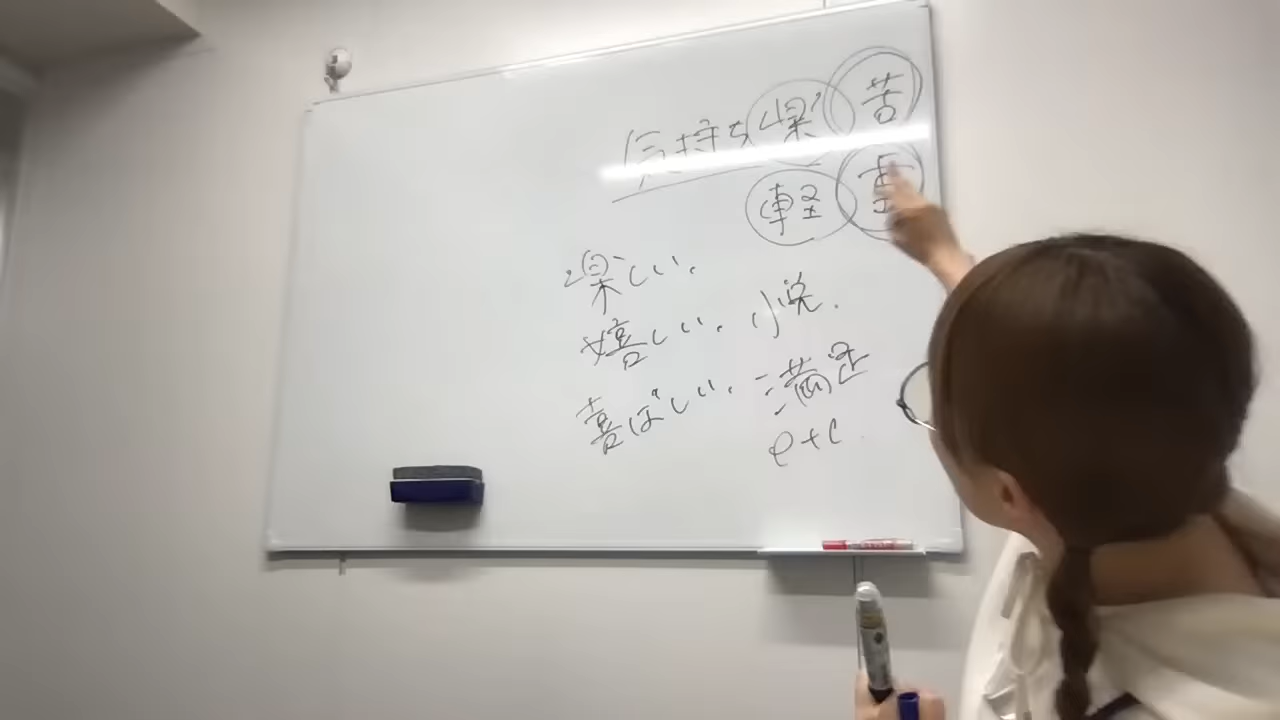 気持ち 楽 苦
軽 重
楽しい、
嬉しい、小説.
喜ばしい、満足
etc.